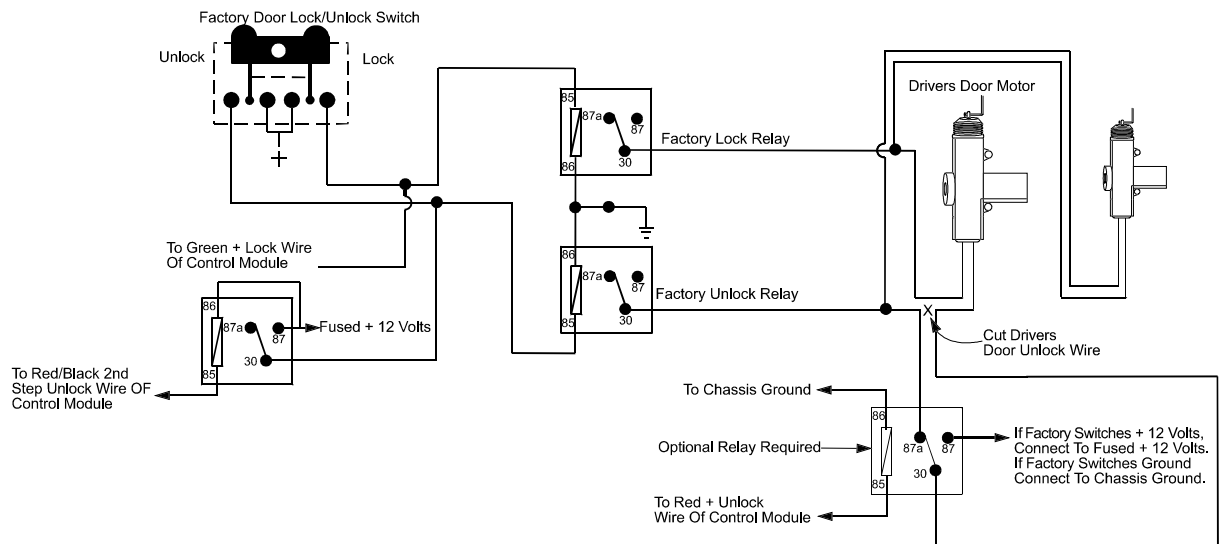 Factory Door Lock/Unlock Switch
Unlock
Lock
85
87a
87
30
86
Factory Lock Relay
Drivers Door Motor
To Green + Lock Wire
Of Control Module
86
87a
87
30
85
Factory Unlock Relay
86
87a
87
30
85
Fused + 12 Volts
To Red/Black 2nd
Step Unlock Wire OF
Control Module
X
Cut Drivers
Door Unlock Wire
To Chassis Ground
86
87a
87
30
85
Optional Relay Required
If Factory Switches + 12 Volts,
Connect To Fused + 12 Volts.
If Factory Switches Ground
Connect To Chassis Ground.
To Red + Unlock
Wire Of Control Module